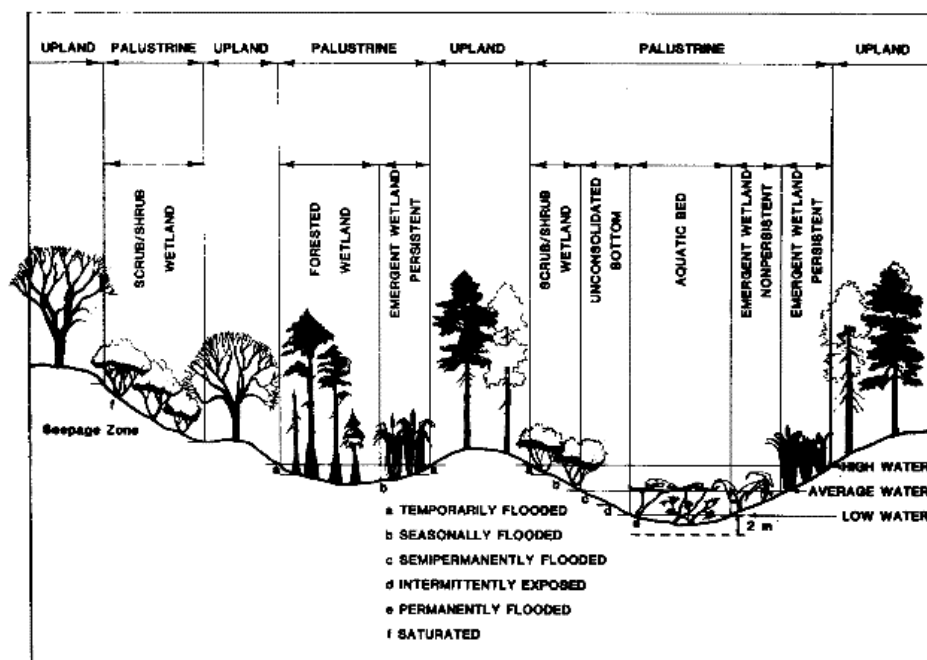 UPLAND PALUSTRINE UPLAND PALUSTRINE UPLAND PALUSTRINE UPLAND
SCRUB/SHRUB
WETLAND
FORESTED
WETLAND
EMERGENT WETLAND
PERSISTENT
SCRUB/SHRUB
WETLAND
UNCONSOLIDATED
BOTTOM
AQUATIC BED
EMERGENT WETLAND
NONPERSISTENT
EMERGENT WETLAND
PERSISTENT
f
Seepage Zone
a
b
a
a
b
c
d
e
HIGH WATER
AVERAGE WATER
LOW WATER
2 m
a TEMPORARILY FLOODED
b SEASONALLY FLOODED
c SEMIPERMANENTLY FLOODED
d INTERMITTENTLY EXPOSED
e PERMANENTLY FLOODED
f SATURATED